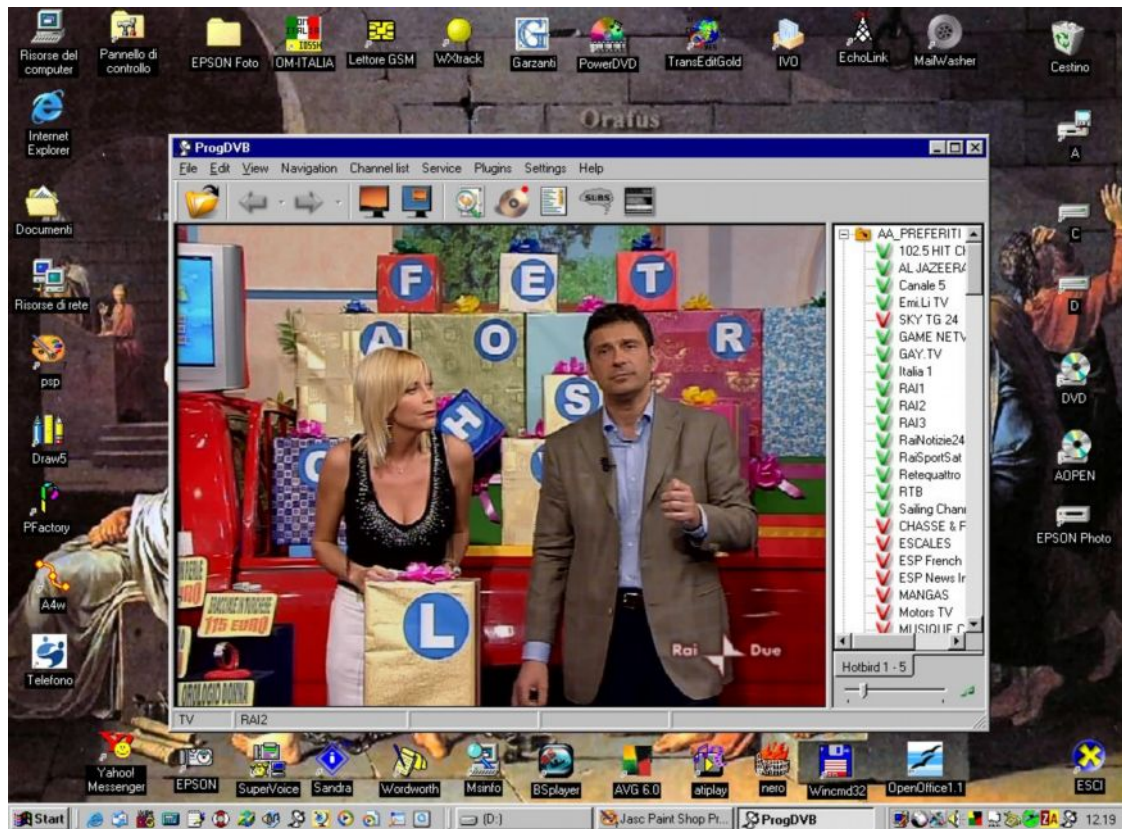 Risore del computer
Pannello di controllo
EPSON Foto
OM-ITALIA
Lettore GSM
WXtrack
Garzanti
PowerDVD
TransEditGold
IVO
EchoLink
MailWasher
Cestino
Internet Explorer
Documenti
Risorse di rete
psp
Draw5
PFactory
A4w
Telefono
A
C
D
DVD
AOPEN
EPSON Photo
Orafus
ProgDVB
File Edit View Navigation Channel list Service Plugins Settings Help
SUBS
F E T
A O R
H S
L
115 EURO
OROLOGIO DONNA
Rai Due
AA_PREFERITI
102.5 HIT CH
AL JAZEERA
Canale 5
Emi.Li TV
SKY TG 24
GAME NETV
GAY.TV
Italia 1
RAI1
RAI2
RAI3
RaiNotizie24
RaiSportSat
Retequattro
RTB
Sailing Chann
CHASSE & F
ESCALES
ESP French
ESP News In
MANGAS
Motors TV
MUSIQUE C
Hotbird 1 - 5
TV RAI2
Yahoo! Messenger
EPSON
SuperVoice
Sandra
Wordworth
Msinfo
BSplayer
AVG 6.0
atiplay
nero
Wincmd32
OpenOffice1.1
ESCI
Start
(D:)
Jasc Paint Shop Pr...
ProgDVB
12.19